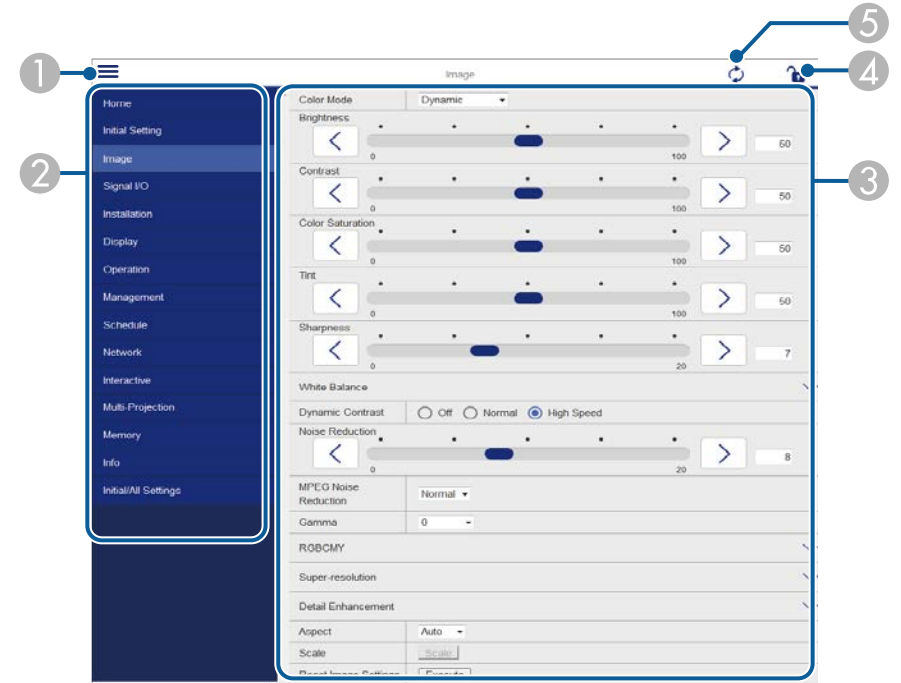 5
1
Image
4
Home
Initial Setting
Image
Signal I/O
Installation
Display
Operation
Management
Schedule
Network
Interactive
Multi-Projection
Memory
Info
Initial/All Settings
2
3
Color Mode
Dynamic
Brightness
0
100
50
Contrast
0
100
50
Color Saturation
0
100
50
Tint
0
100
50
Sharpness
0
20
7
White Balance
Dynamic Contrast
Off
Normal
High Speed
Noise Reduction
0
20
8
MPEG Noise
Reduction
Normal
Gamma
0
RGBCMY
Super-resolution
Detail Enhancement
Aspect
Auto
Scale
Scale
Reset Image Settings
Execute